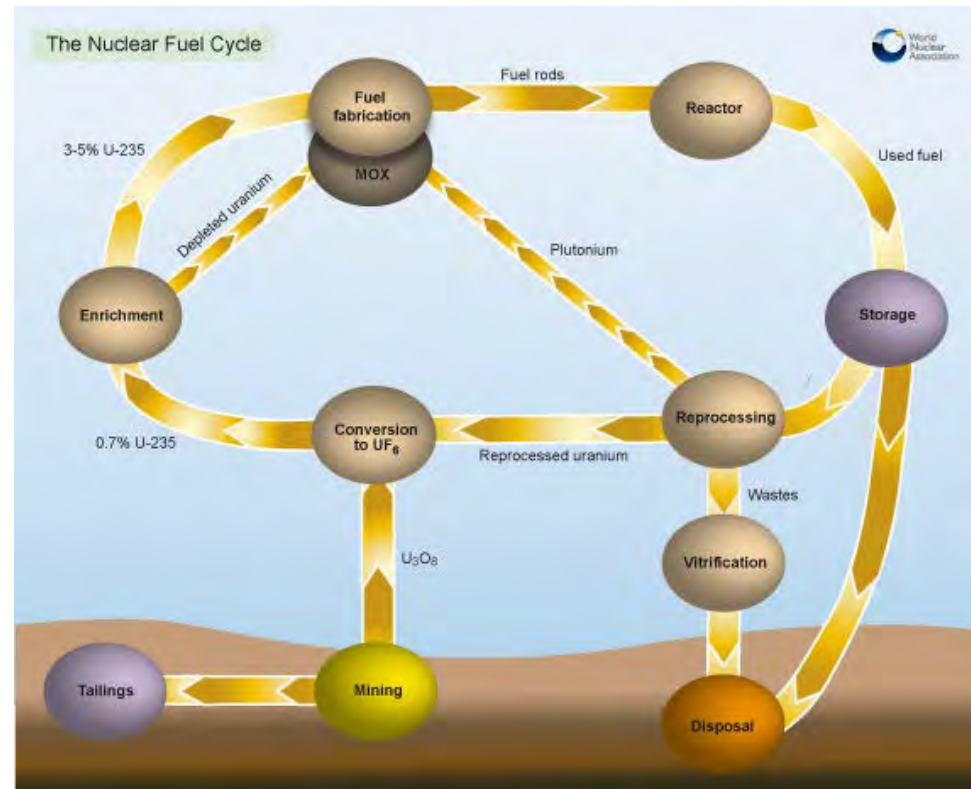 The Nuclear Fuel Cycle
World
Nuclear
Association
Fuel rods
Fuel
fabrication
Reactor
3-5% U-235
MOX
Used fuel
Depleted uranium
Plutonium
Enrichment
Storage
Conversion
to UF₆
Reprocessing
0.7% U-235
Reprocessed uranium
Wastes
U₃O₈
Vitrification
Tailings
Mining
Disposal